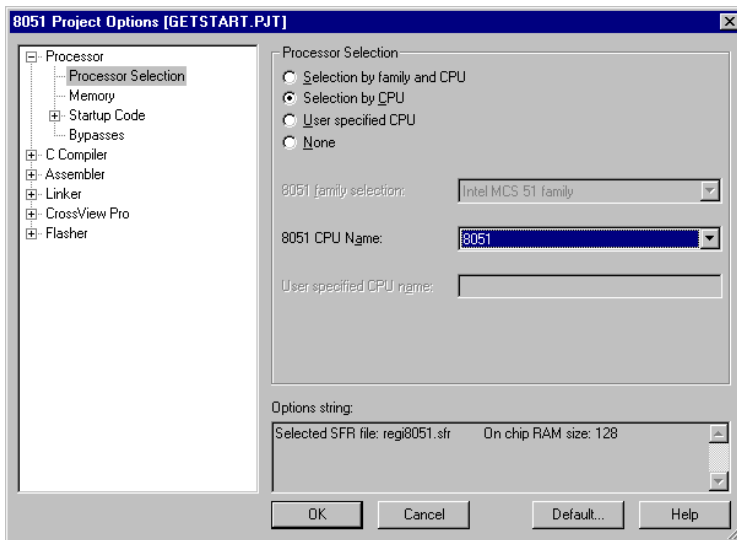 8051 Project Options [GETSTART.PJT]
Processor
Processor Selection
Memory
Startup Code
Bypasses
C Compiler
Assembler
Linker
CrossView Pro
Flasher
Processor Selection
Selection by family and CPU
Selection by CPU
User specified CPU
None
8051 family selection: Intel MCS 51 family
8051 CPU Name: 8051
User specified CPU name:
Options string:
Selected SFR file: regi8051.sfr On chip RAM size: 128
OK Cancel Default... Help